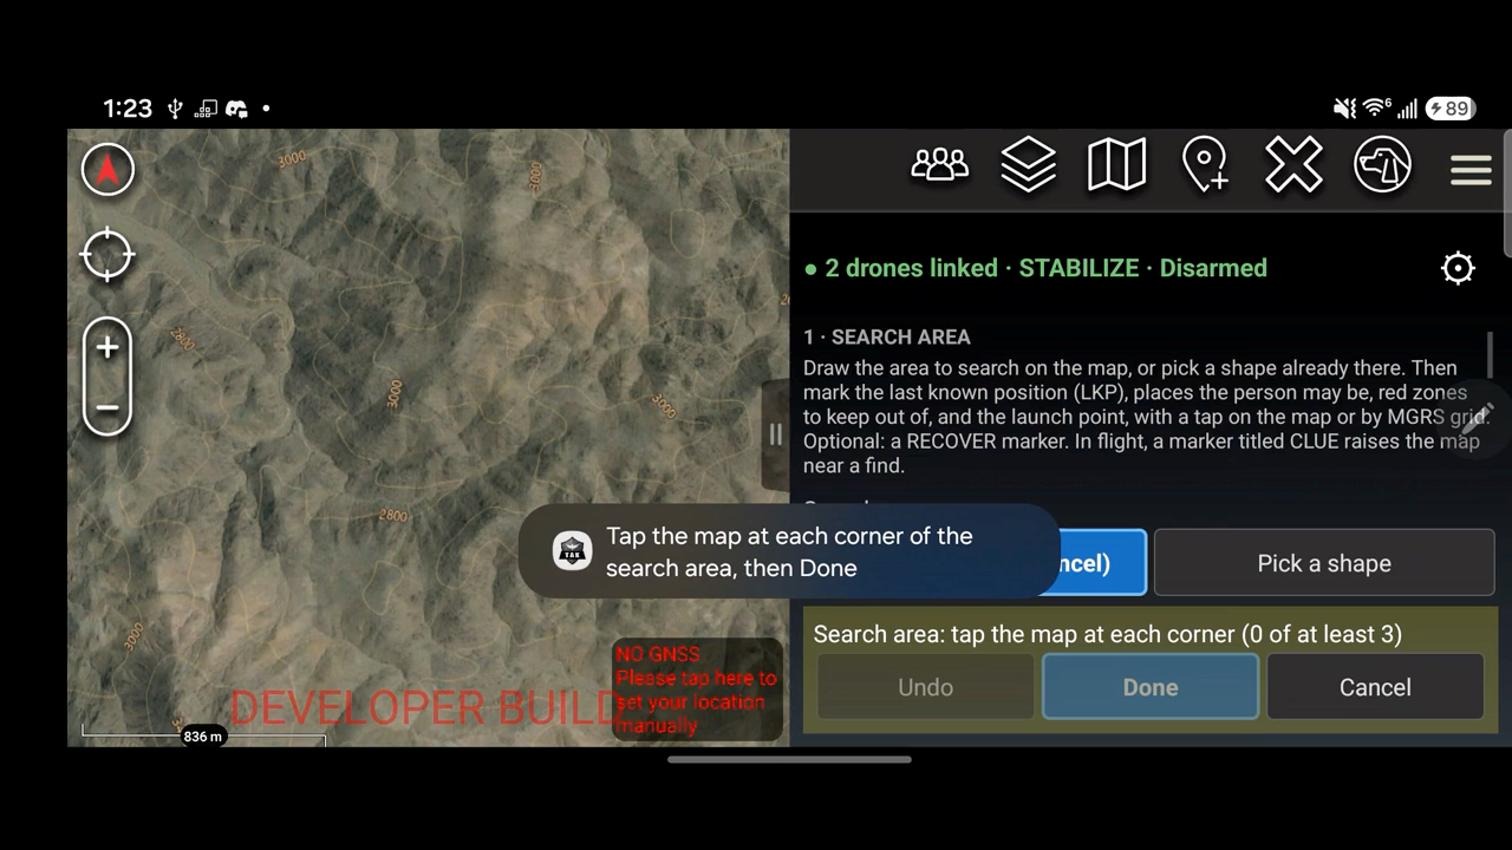 1:23
6
89
3000
3000
2800
3000
3000
2800
3000
836 m
DEVELOPER BUILD
NO GNSS
Please tap here to
set your location
manually
2 drones linked · STABILIZE · Disarmed
1 · SEARCH AREA
Draw the area to search on the map, or pick a shape already there. Then
mark the last known position (LKP), places the person may be, red zones
to keep out of, and the launch point, with a tap on the map or by MGRS grid.
Optional: a RECOVER marker. In flight, a marker titled CLUE raises the map
near a find.
Tap the map at each corner of the
search area, then Done
TAK
ncel)
Pick a shape
Search area: tap the map at each corner (0 of at least 3)
Undo
Done
Cancel